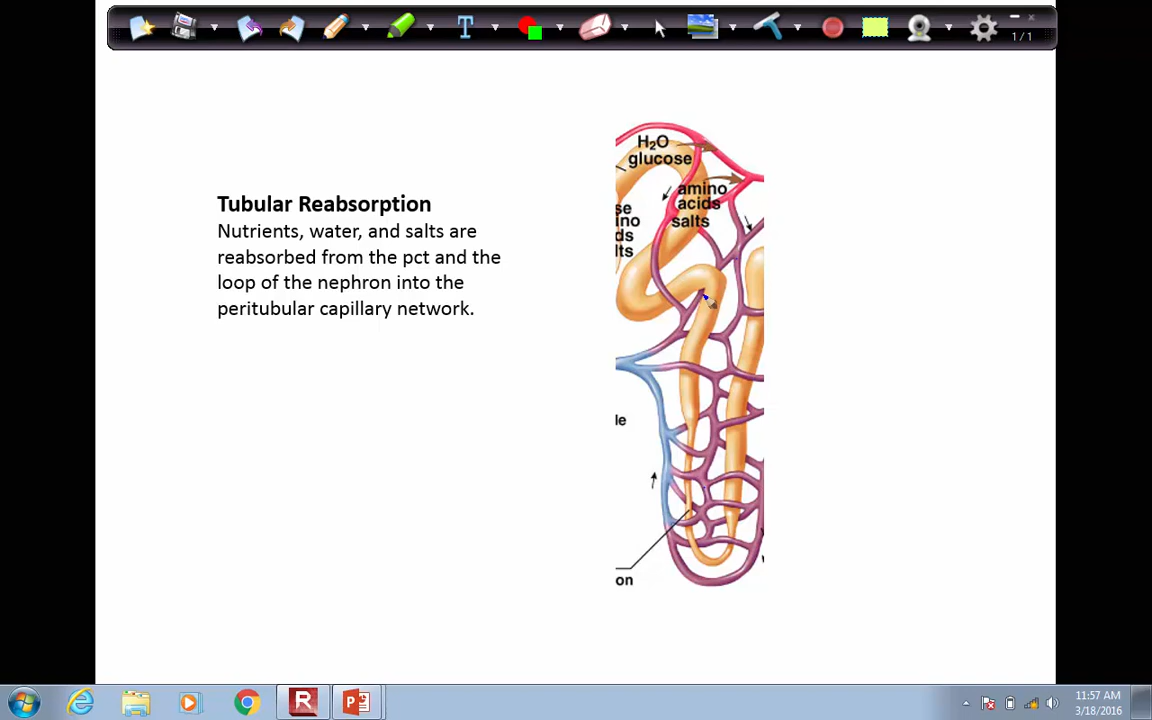 1/1
Tubular Reabsorption
Nutrients, water, and salts are
reabsorbed from the pct and the
loop of the nephron into the
peritubular capillary network.
H₂O
glucose
amino
acids
salts
se
ino
ds
lts
le
on
11:57 AM
3/18/2016